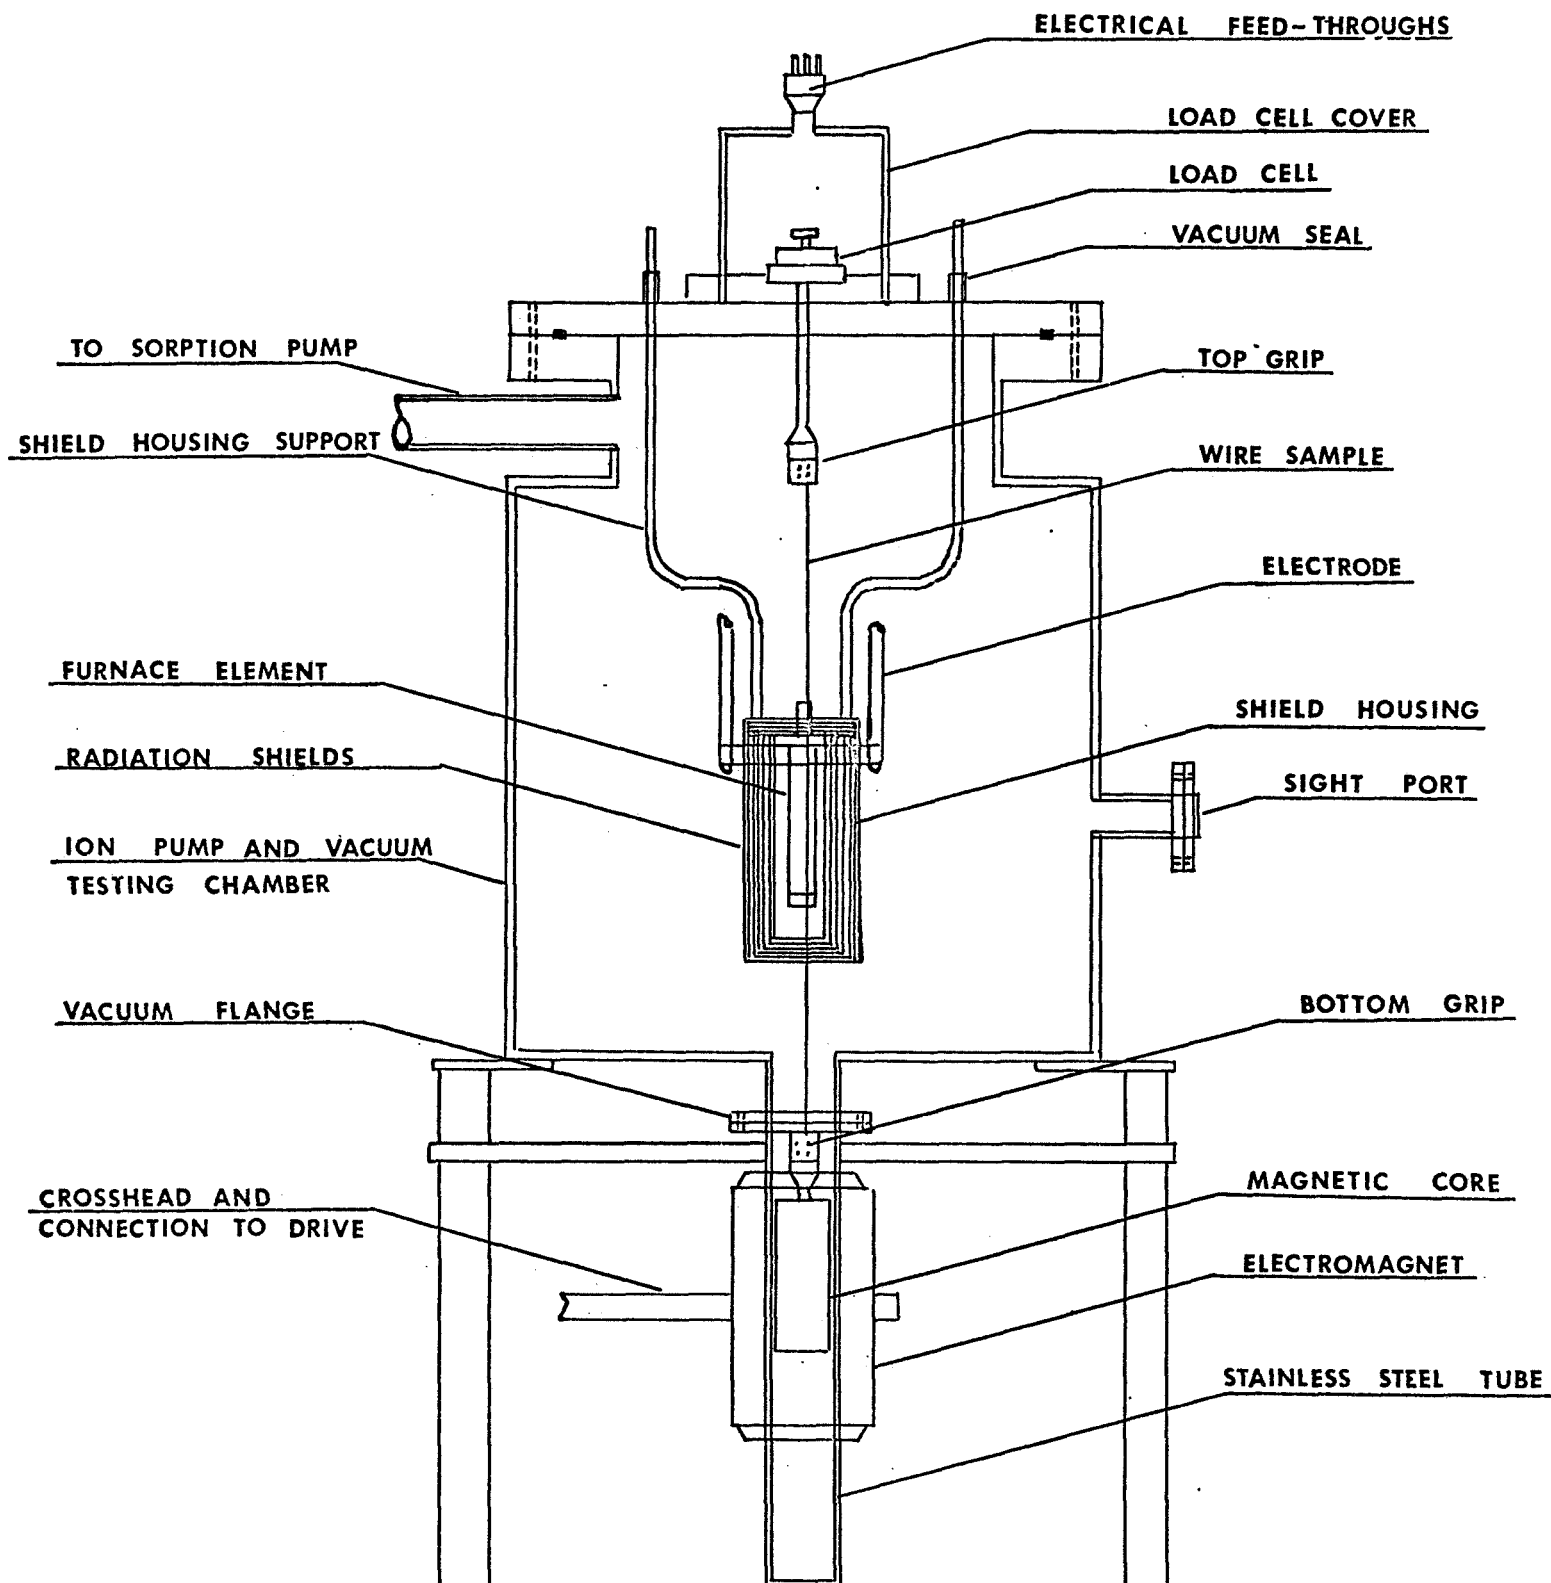 ELECTRICAL FEED-THROUGHS
LOAD CELL COVER
LOAD CELL
VACUUM SEAL
TO SORPTION PUMP
TOP GRIP
SHIELD HOUSING SUPPORT
WIRE SAMPLE
ELECTRODE
FURNACE ELEMENT
SHIELD HOUSING
RADIATION SHIELDS
SIGHT PORT
ION PUMP AND VACUUM
TESTING CHAMBER
VACUUM FLANGE
BOTTOM GRIP
MAGNETIC CORE
CROSSHEAD AND
CONNECTION TO DRIVE
ELECTROMAGNET
STAINLESS STEEL TUBE